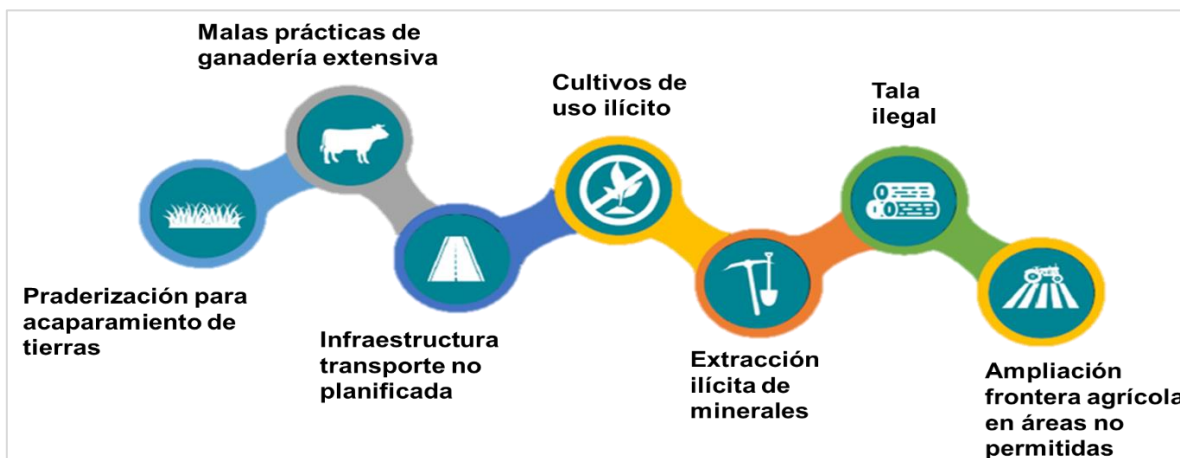 Malas prácticas de
ganadería extensiva
Cultivos de
uso ilícito
Tala
ilegal
Praderización para
acaparamiento de
tierras
Infraestructura
transporte no
planificada
Extracción
ilícita de
minerales
Ampliación
frontera agrícola
en áreas no
permitidas